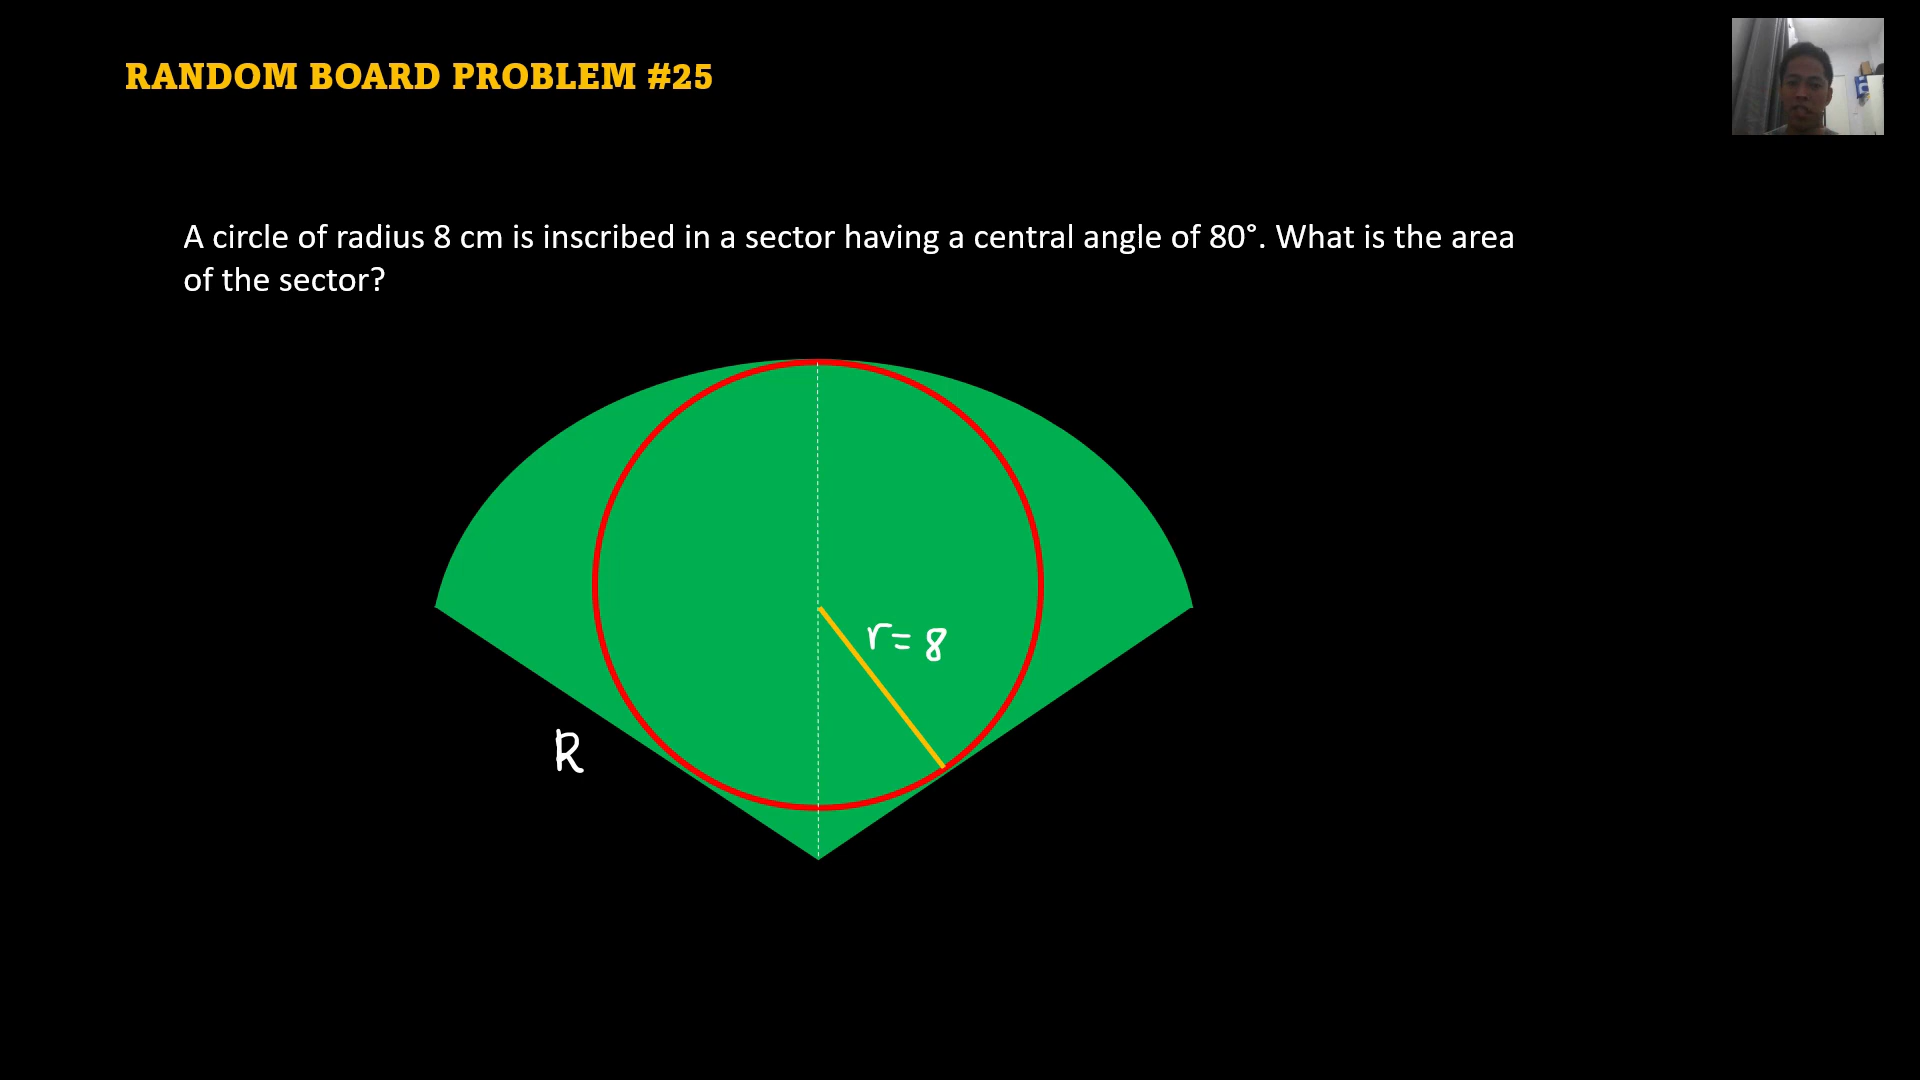 RANDOM BOARD PROBLEM #25
A circle of radius 8 cm is inscribed in a sector having a central angle of 80°. What is the area
of the sector?
r = 8
R